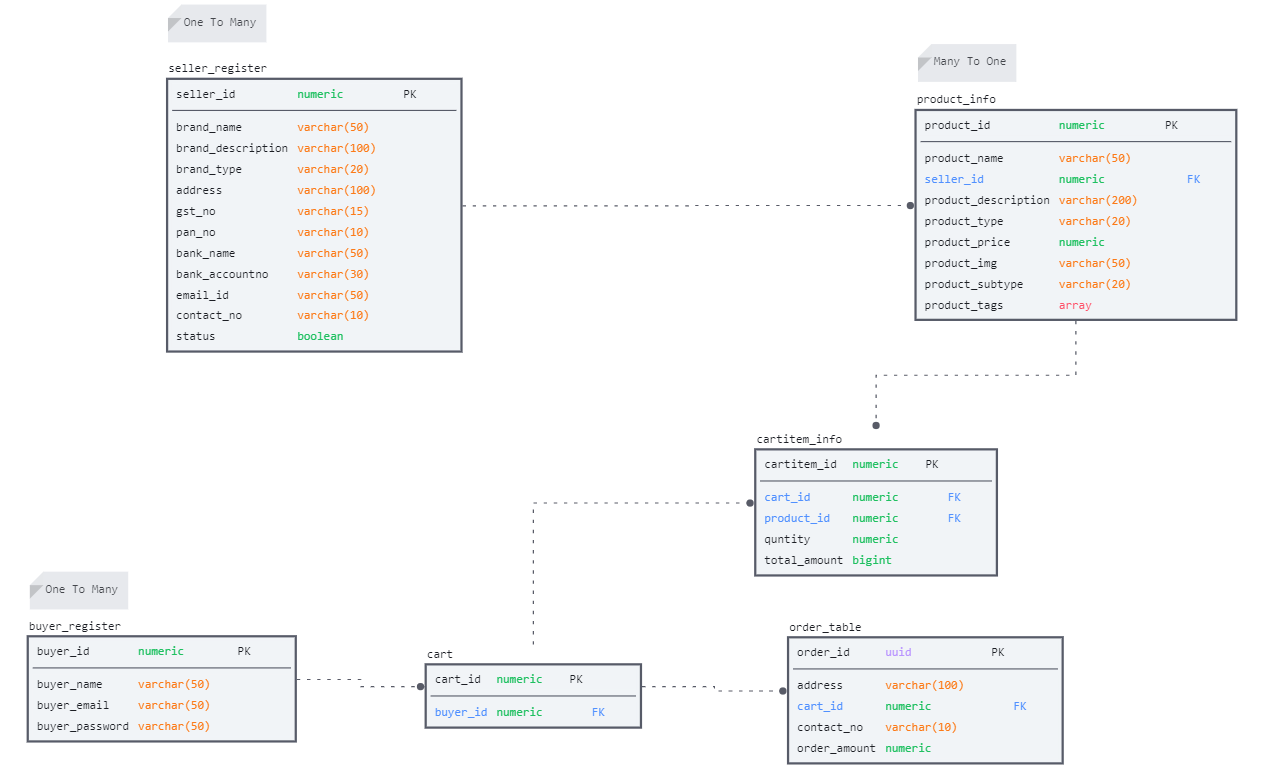 One To Many
seller_register
seller_id numeric PK
brand_name varchar(50)
brand_description varchar(100)
brand_type varchar(20)
address varchar(100)
gst_no varchar(15)
pan_no varchar(10)
bank_name varchar(50)
bank_accountno varchar(30)
email_id varchar(50)
contact_no varchar(10)
status boolean
Many To One
product_info
product_id numeric PK
product_name varchar(50)
seller_id numeric FK
product_description varchar(200)
product_type varchar(20)
product_price numeric
product_img varchar(50)
product_subtype varchar(20)
product_tags array
cartitem_info
cartitem_id numeric PK
cart_id numeric FK
product_id numeric FK
quntity numeric
total_amount bigint
One To Many
buyer_register
buyer_id numeric PK
buyer_name varchar(50)
buyer_email varchar(50)
buyer_password varchar(50)
cart
cart_id numeric PK
buyer_id numeric FK
order_table
order_id uuid PK
address varchar(100)
cart_id numeric FK
contact_no varchar(10)
order_amount numeric